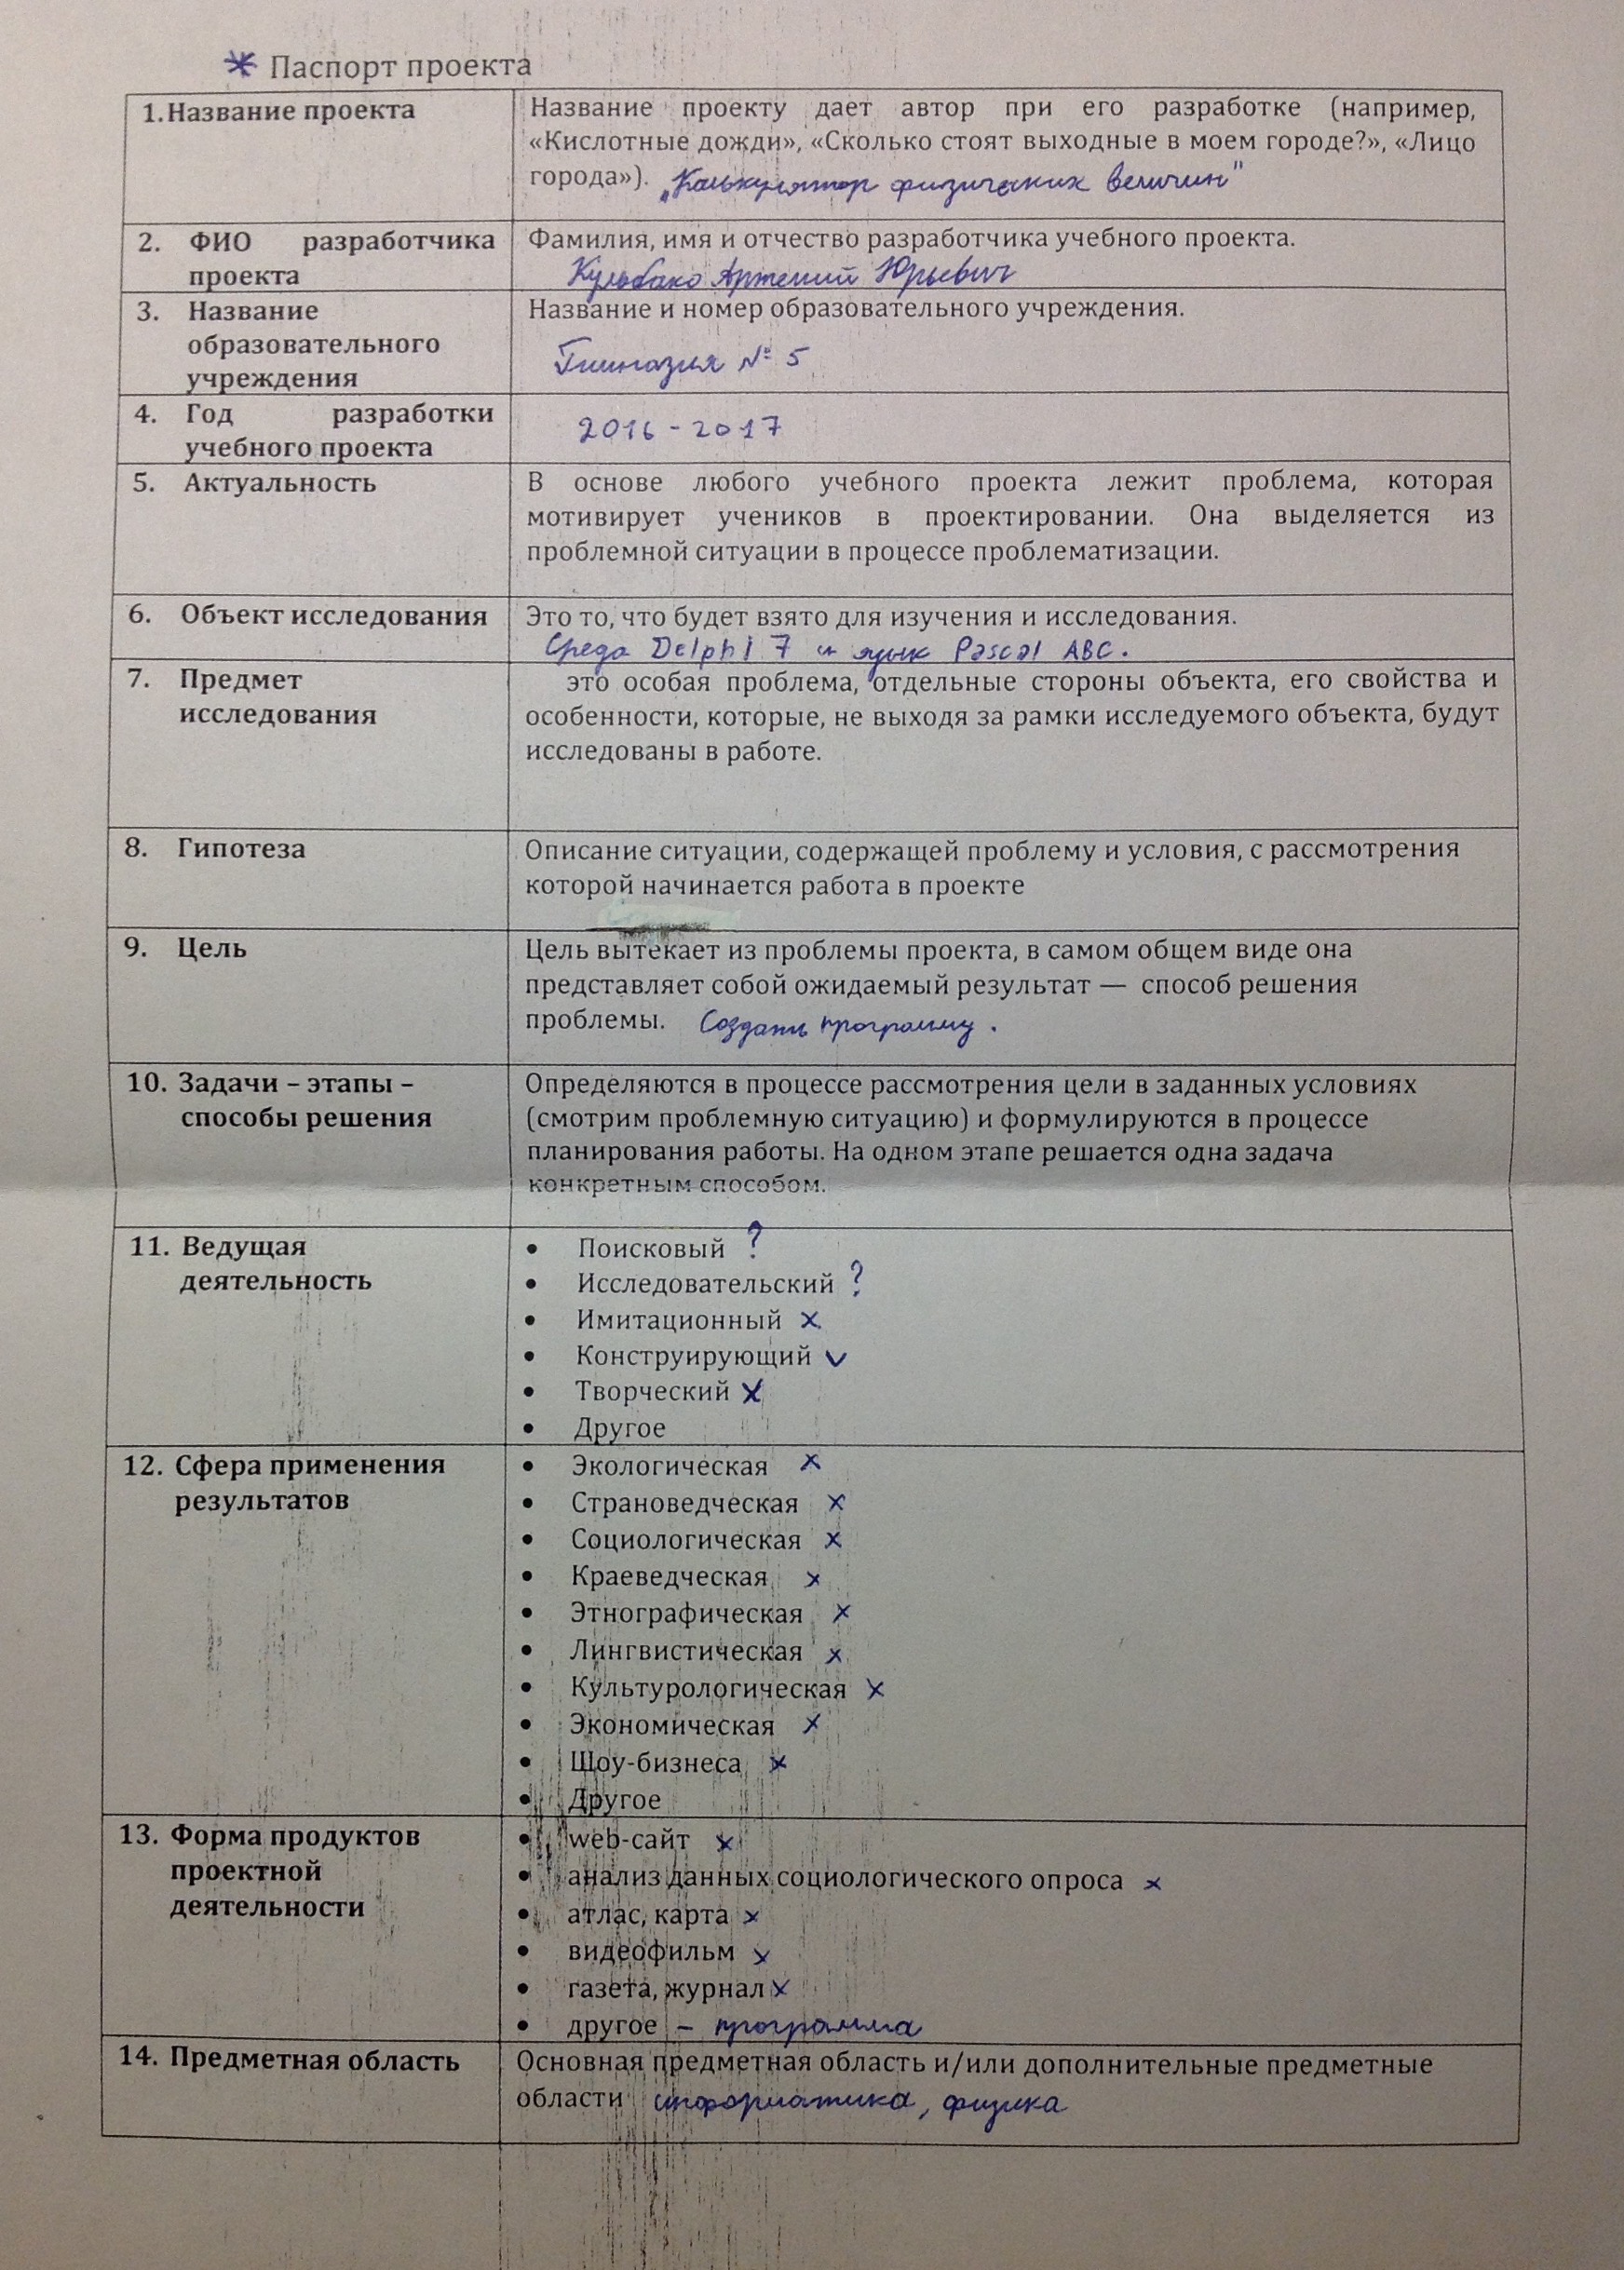 * Паспорт проекта
1. Название проекта
Название проекту дает автор при его разработке (например,
«Кислотные дожди», «Сколько стоят выходные в моем городе?», «Лицо
города»). „Калькулятор физических величин"
2. ФИО разработчика
проекта
Фамилия, имя и отчество разработчика учебного проекта.
Кульбако Артемий Юрьевич
3. Название
образовательного
учреждения
Название и номер образовательного учреждения.
Гимназия № 5
4. Год разработки
учебного проекта
2016 - 2017
5. Актуальность
В основе любого учебного проекта лежит проблема, которая
мотивирует учеников в проектировании. Она выделяется из
проблемной ситуации в процессе проблематизации.
6. Объект исследования
Это то, что будет взято для изучения и исследования.
Среда Delphi 7 и язык Pascal ABC.
7. Предмет
исследования
это особая проблема, отдельные стороны объекта, его свойства и
особенности, которые, не выходя за рамки исследуемого объекта, будут
исследованы в работе.
8. Гипотеза
Описание ситуации, содержащей проблему и условия, с рассмотрения
которой начинается работа в проекте
9. Цель
Цель вытекает из проблемы проекта, в самом общем виде она
представляет собой ожидаемый результат — способ решения
проблемы. Создать программу.
10. Задачи – этапы –
способы решения
Определяются в процессе рассмотрения цели в заданных условиях
(смотрим проблемную ситуацию) и формулируются в процессе
планирования работы. На одном этапе решается одна задача
конкретным способом.
11. Ведущая
деятельность
• Поисковый ?
• Исследовательский ?
• Имитационный x
• Конструирующий v
• Творческий x
• Другое
12. Сфера применения
результатов
• Экологическая x
• Страноведческая x
• Социологическая x
• Краеведческая x
• Этнографическая x
• Лингвистическая x
• Культурологическая x
• Экономическая x
• Шоу-бизнеса x
• Другое
13. Форма продуктов
проектной
деятельности
• web-сайт x
• анализ данных социологического опроса x
• атлас, карта x
• видеофильм x
• газета, журнал x
• другое – программа
14. Предметная область
Основная предметная область и/или дополнительные предметные
области информатика, физика